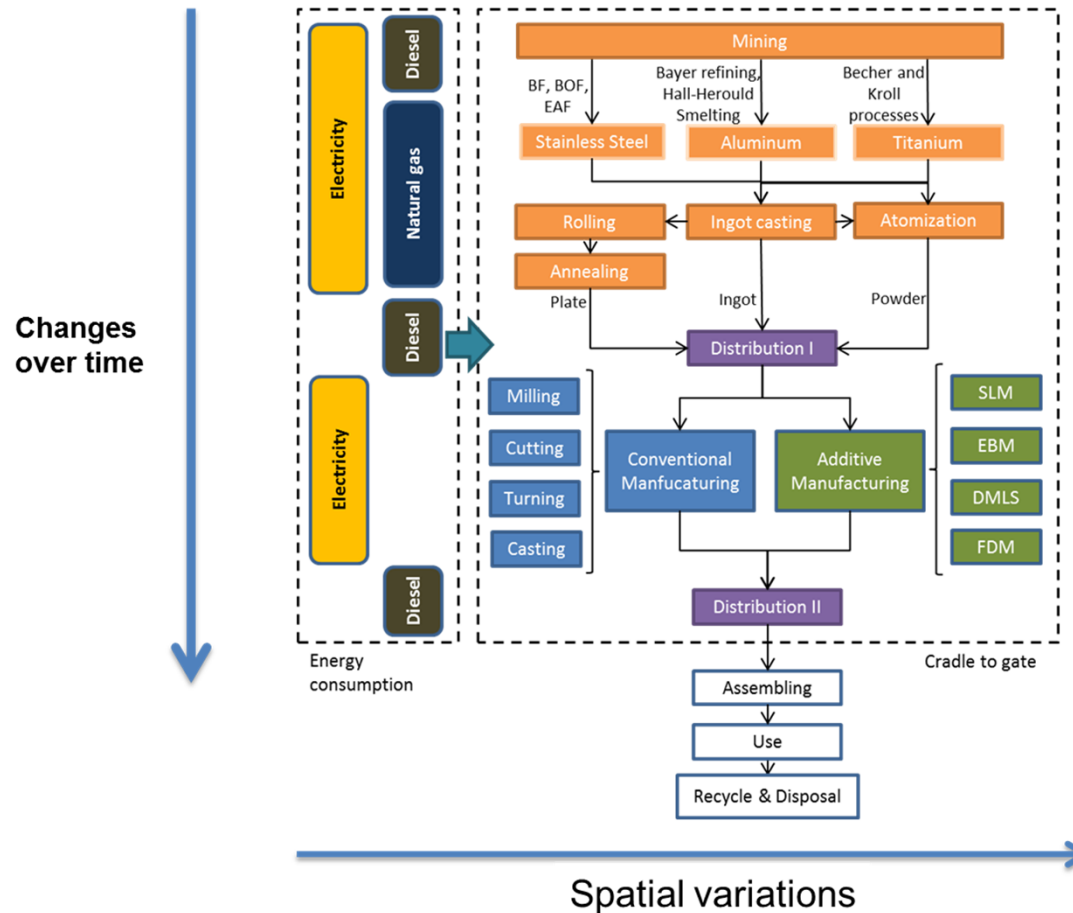 Changes
over time
Electricity
Diesel
Natural gas
Diesel
Electricity
Diesel
Energy
consumption
Mining
BF, BOF,
EAF
Bayer refining,
Hall-Herould
Smelting
Becher and
Kroll
processes
Stainless Steel
Aluminum
Titanium
Rolling
Ingot casting
Atomization
Annealing
Plate
Ingot
Powder
Distribution I
Milling
Cutting
Turning
Casting
Conventional
Manfucaturing
Additive
Manufacturing
SLM
EBM
DMLS
FDM
Distribution II
Cradle to gate
Assembling
Use
Recycle & Disposal
Spatial variations